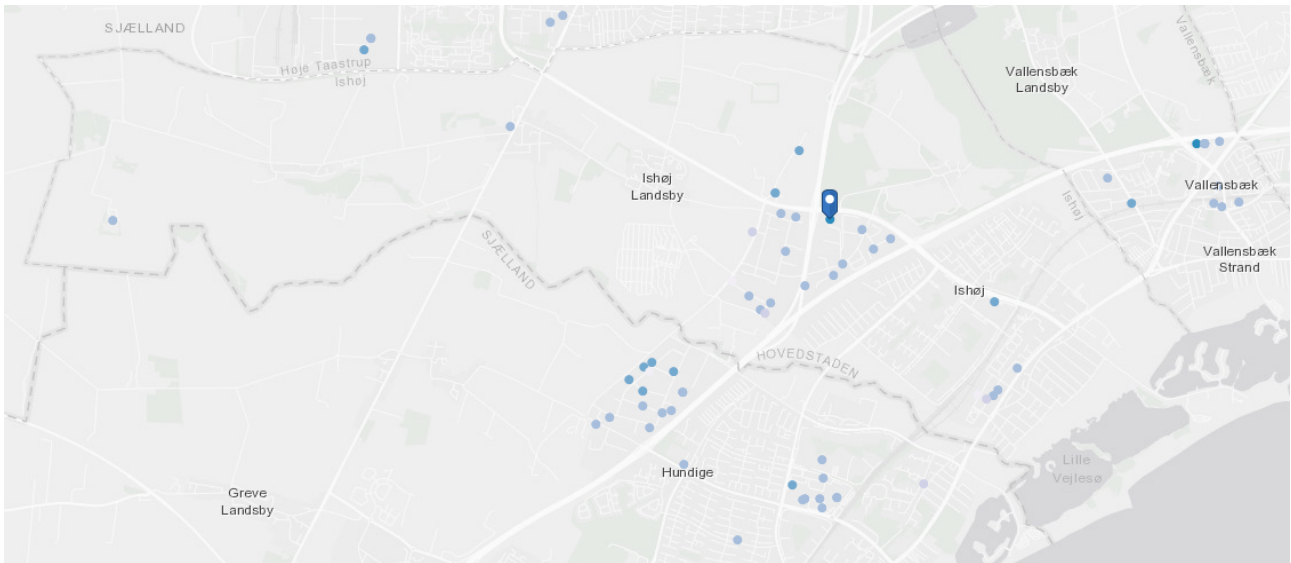 SJÆLLAND
Høje Taastrup
Ishøj
Vallensbæk
Landsby
Vallensbæk
Ishøj
Landsby
Ishøj
Vallensbæk
SJÆLLAND
Vallensbæk
Strand
Ishøj
HOVEDSTADEN
Lille
Vejlesø
Hundige
Greve
Landsby